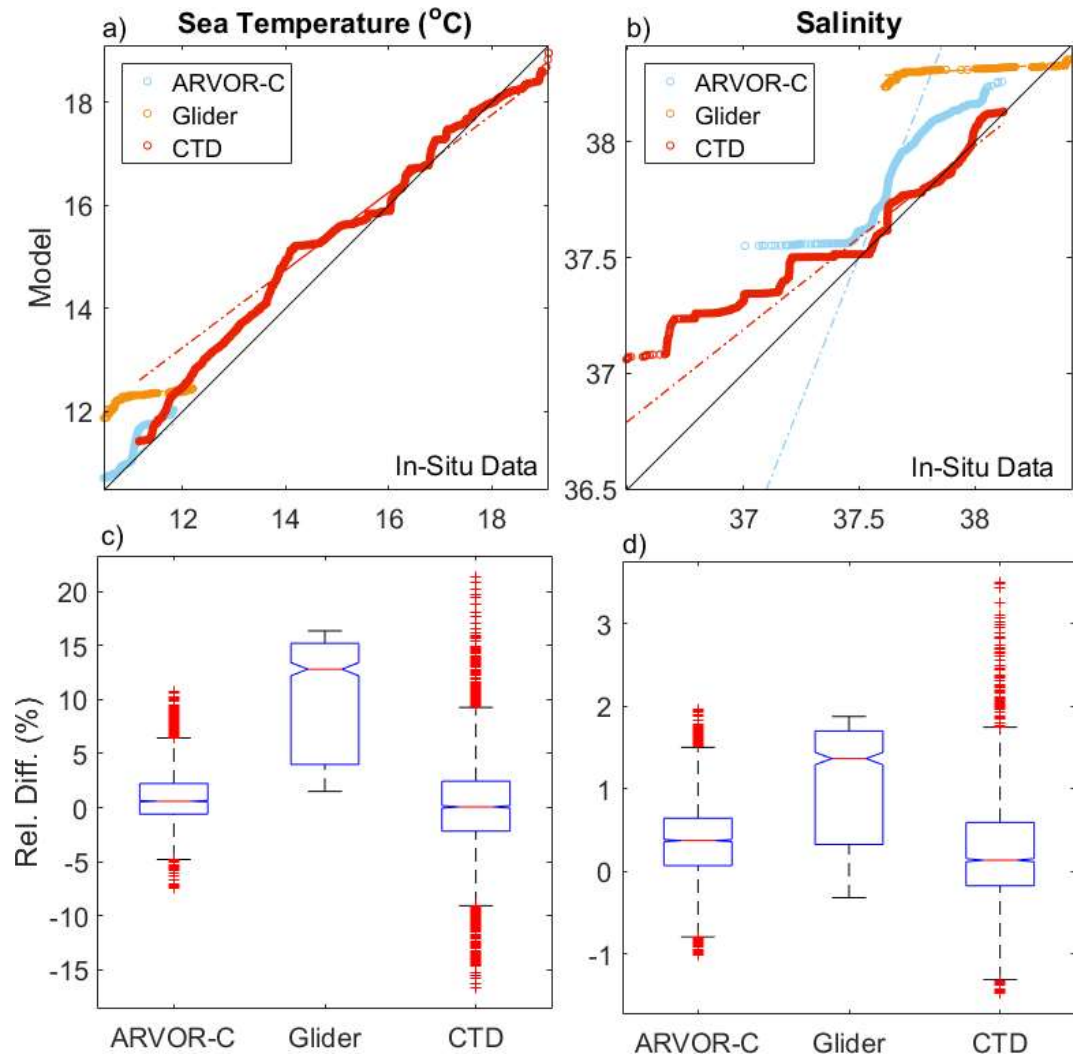 a) Sea Temperature (°C)
b) Salinity
ARVOR-C
Glider
CTD
18
16
14
12
Model
In-Situ Data
12 14 16 18
ARVOR-C
Glider
CTD
38
37.5
37
36.5
In-Situ Data
37 37.5 38
c)
20
15
10
5
0
-5
-10
-15
Rel. Diff. (%)
ARVOR-C Glider CTD
d)
3
2
1
0
-1
ARVOR-C Glider CTD